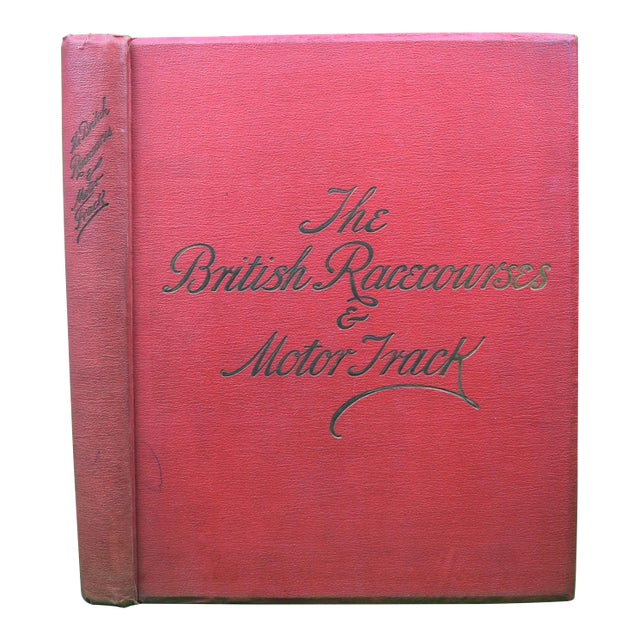 The British
Racecourses
&
Motor
Track
The
British Racecourses
&
Motor Track